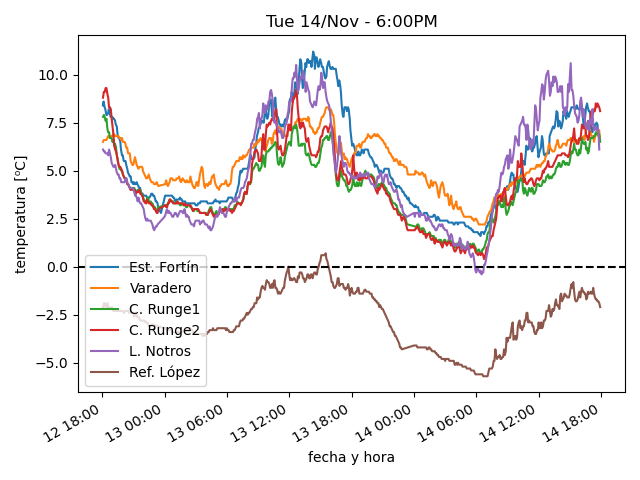 Tue 14/Nov - 6:00PM
temperatura [ºC]
10.0
7.5
5.0
2.5
0.0
−2.5
−5.0
Est. Fortín
Varadero
C. Runge1
C. Runge2
L. Notros
Ref. López
12 18:00
13 00:00
13 06:00
13 12:00
13 18:00
14 00:00
14 06:00
14 12:00
14 18:00
fecha y hora